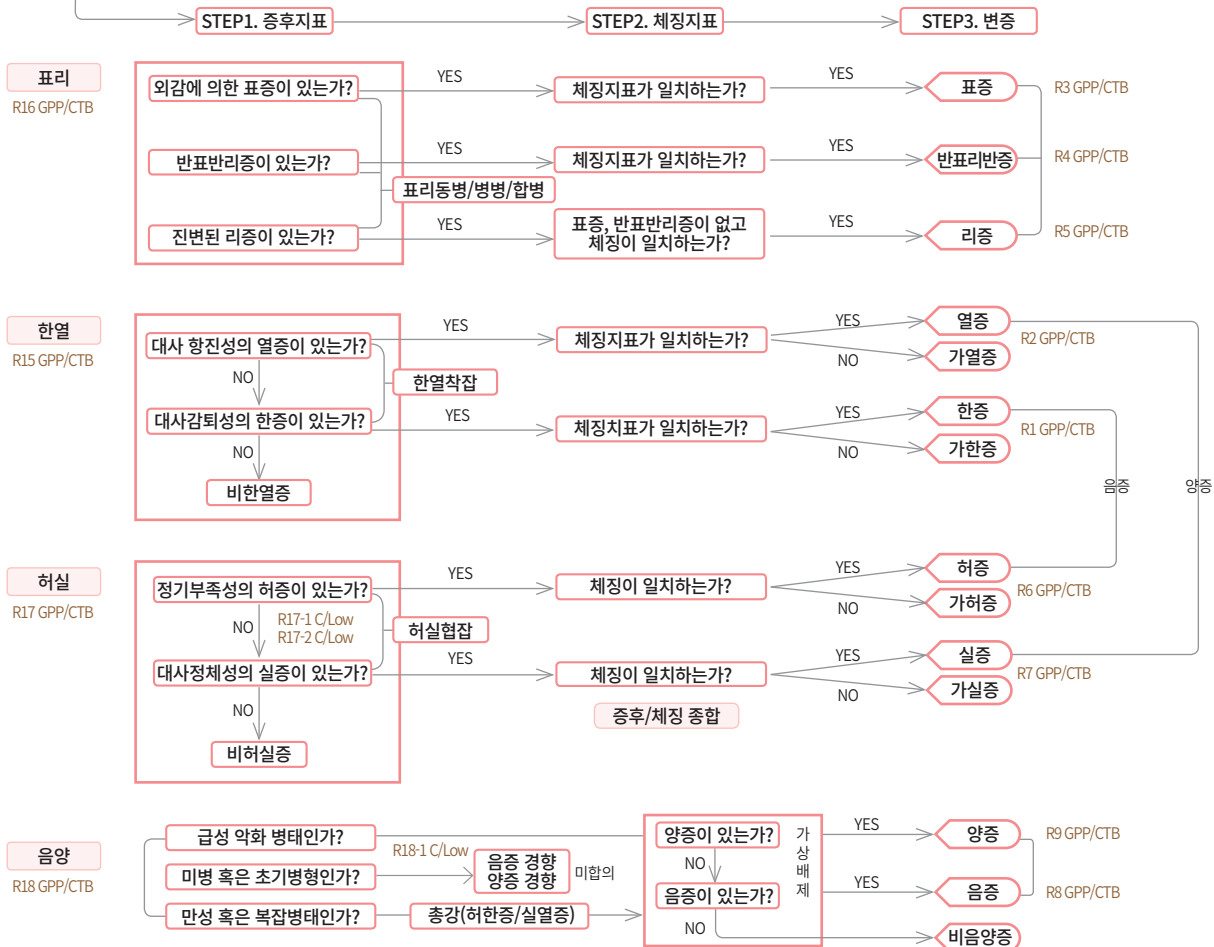 STEP1. 증후지표
STEP2. 체징지표
STEP3. 변증
표리
R16 GPP/CTB
외감에 의한 표증이 있는가?
YES
체징지표가 일치하는가?
YES
표증
R3 GPP/CTB
반표반리증이 있는가?
YES
체징지표가 일치하는가?
YES
반표리반증
R4 GPP/CTB
표리동병/병병/합병
진변된 리증이 있는가?
YES
표증, 반표반리증이 없고
체징이 일치하는가?
YES
리증
R5 GPP/CTB
한열
R15 GPP/CTB
대사 항진성의 열증이 있는가?
YES
체징지표가 일치하는가?
YES
열증
R2 GPP/CTB
NO
가열증
NO
한열착잡
대사감퇴성의 한증이 있는가?
YES
체징치표가 일치하는가?
YES
한증
R1 GPP/CTB
NO
가한증
NO
비한열증
음증
양증
허실
R17 GPP/CTB
정기부족성의 허증이 있는가?
YES
체징이 일치하는가?
YES
허증
R6 GPP/CTB
NO
가허증
NO
R17-1 C/Low
R17-2 C/Low
허실협잡
대사정체성의 실증이 있는가?
YES
체징이 일치하는가?
YES
실증
R7 GPP/CTB
NO
가실증
증후/체징 종합
NO
비허실증
음양
R18 GPP/CTB
급성 악화 병태인가?
미병 혹은 초기병형인가?
R18-1 C/Low
음증 경향
양증 경향
미합의
만성 혹은 복잡병태인가?
총강(허한증/실열증)
양증이 있는가?
NO
음증이 있는가?
NO
가상배제
YES
양증
R9 GPP/CTB
YES
음증
R8 GPP/CTB
비음양증